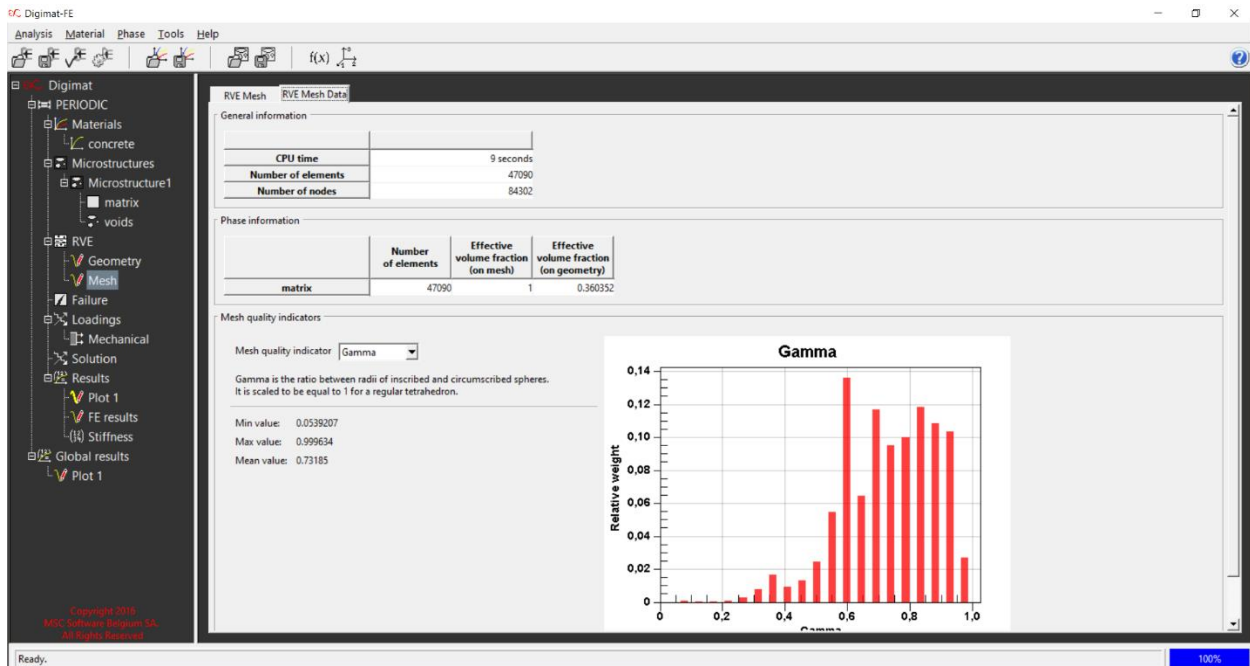 Digimat-FE
Analysis Material Phase Tools Help
f(x)
Digimat
PERIODIC
Materials
concrete
Microstructures
Microstructure1
matrix
voids
RVE
Geometry
Mesh
Failure
Loadings
Mechanical
Solution
Results
Plot 1
FE results
Stiffness
Global results
Plot 1
Copyright 2016
MSC Software Belgium SA.
All Rights Reserved
RVE Mesh RVE Mesh Data
General information
CPU time 9 seconds
Number of elements 47090
Number of nodes 84302
Phase information
Number of elements Effective volume fraction (on mesh) Effective volume fraction (on geometry)
matrix 47090 1 0.360352
Mesh quality indicators
Mesh quality indicator Gamma
Gamma is the ratio between radii of inscribed and circumscribed spheres.
It is scaled to be equal to 1 for a regular tetrahedron.
Min value: 0.0539207
Max value: 0.999634
Mean value: 0.73185
Gamma
Relative weight
0,14
0,12
0,10
0,08
0,06
0,04
0,02
0
0 0,2 0,4 0,6 0,8 1,0
Gamma
Ready. 100%